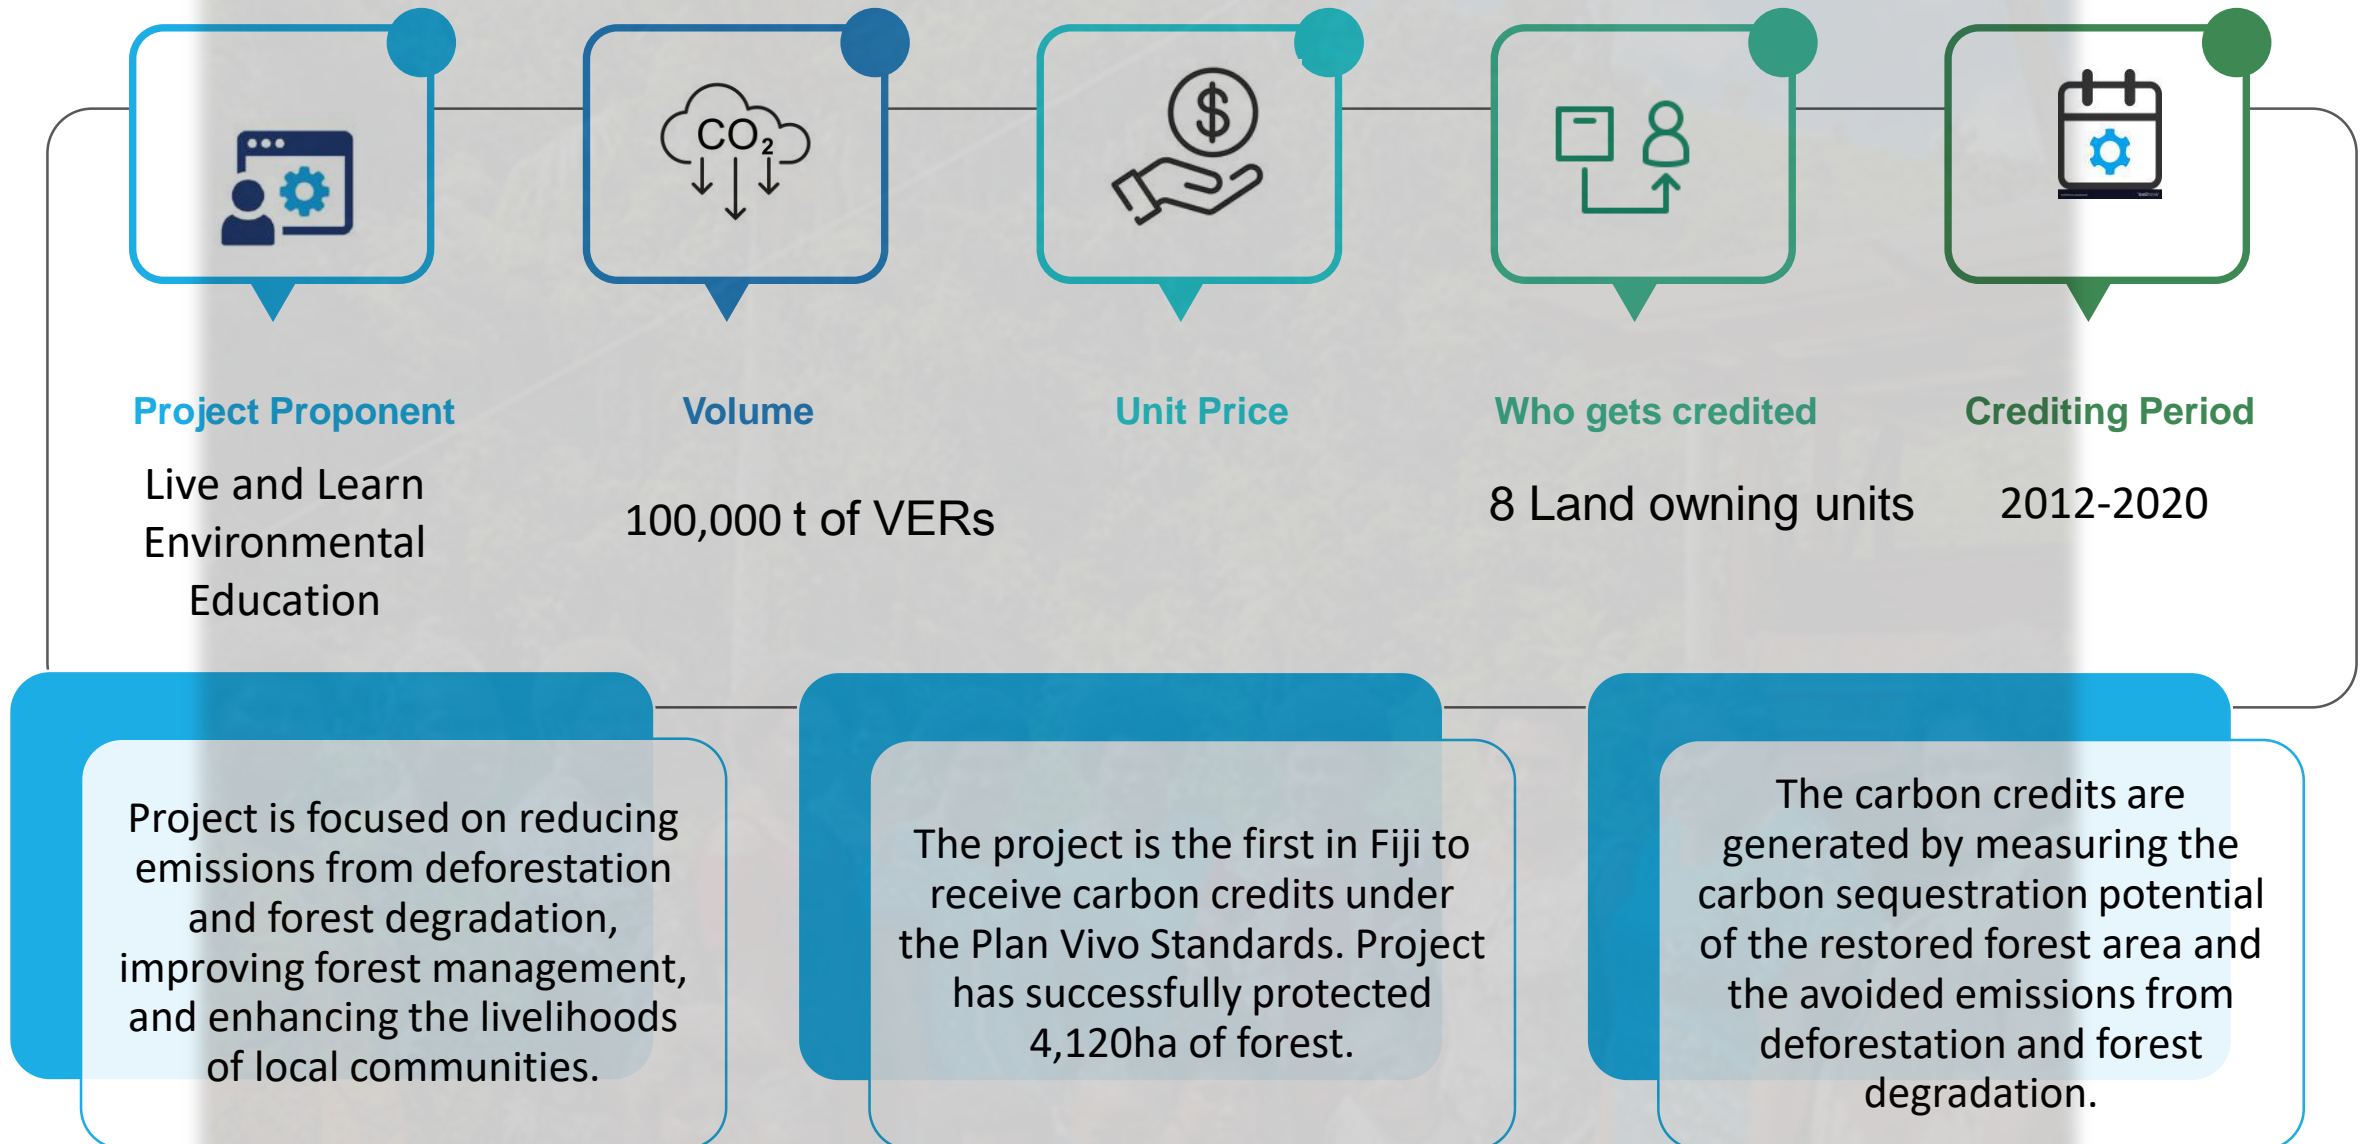 CO₂
$
Project Proponent
Live and Learn
Environmental
Education
Volume
100,000 t of VERs
Unit Price
Who gets credited
8 Land owning units
Crediting Period
2012-2020
Project is focused on reducing
emissions from deforestation
and forest degradation,
improving forest management,
and enhancing the livelihoods
of local communities.
The project is the first in Fiji to
receive carbon credits under
the Plan Vivo Standards. Project
has successfully protected
4,120ha of forest.
The carbon credits are
generated by measuring the
carbon sequestration potential
of the restored forest area and
the avoided emissions from
deforestation and forest
degradation.